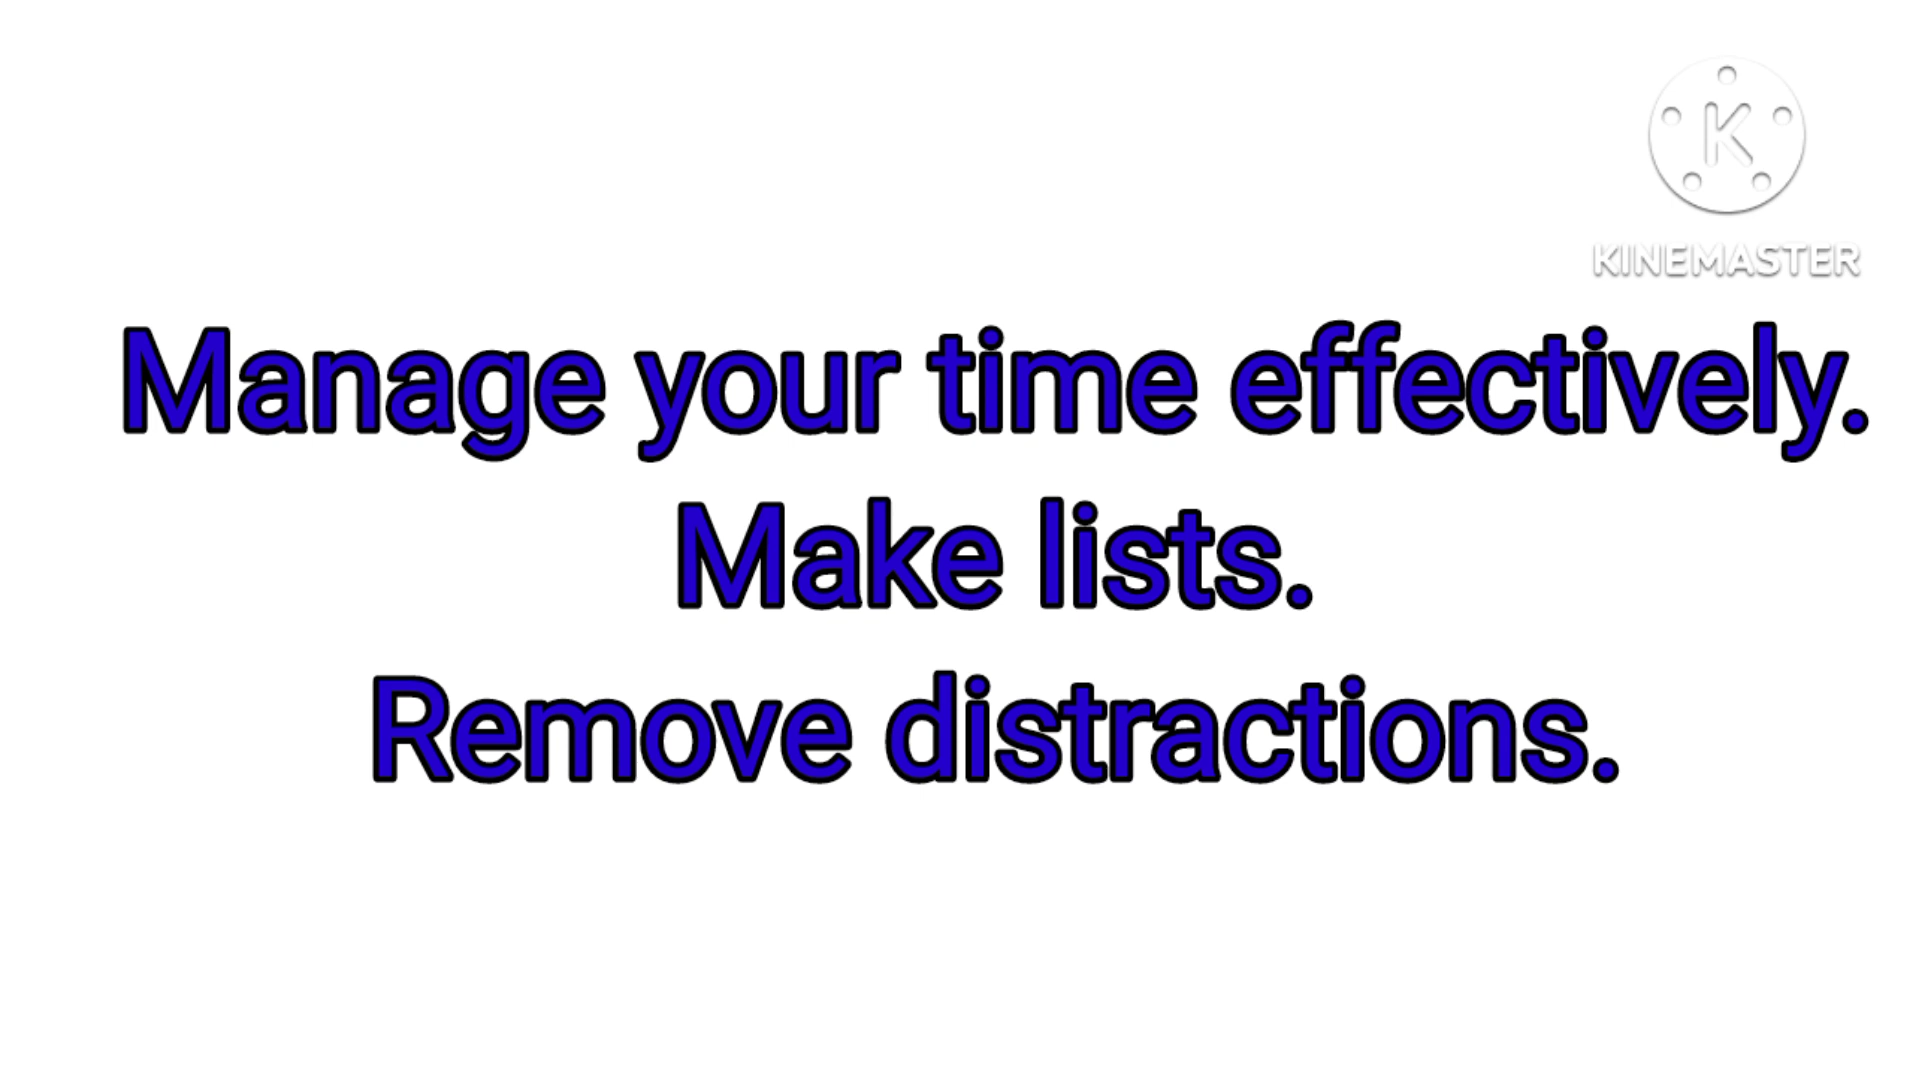 K
KINEMASTER
Manage your time effectively.
Make lists.
Remove distractions.